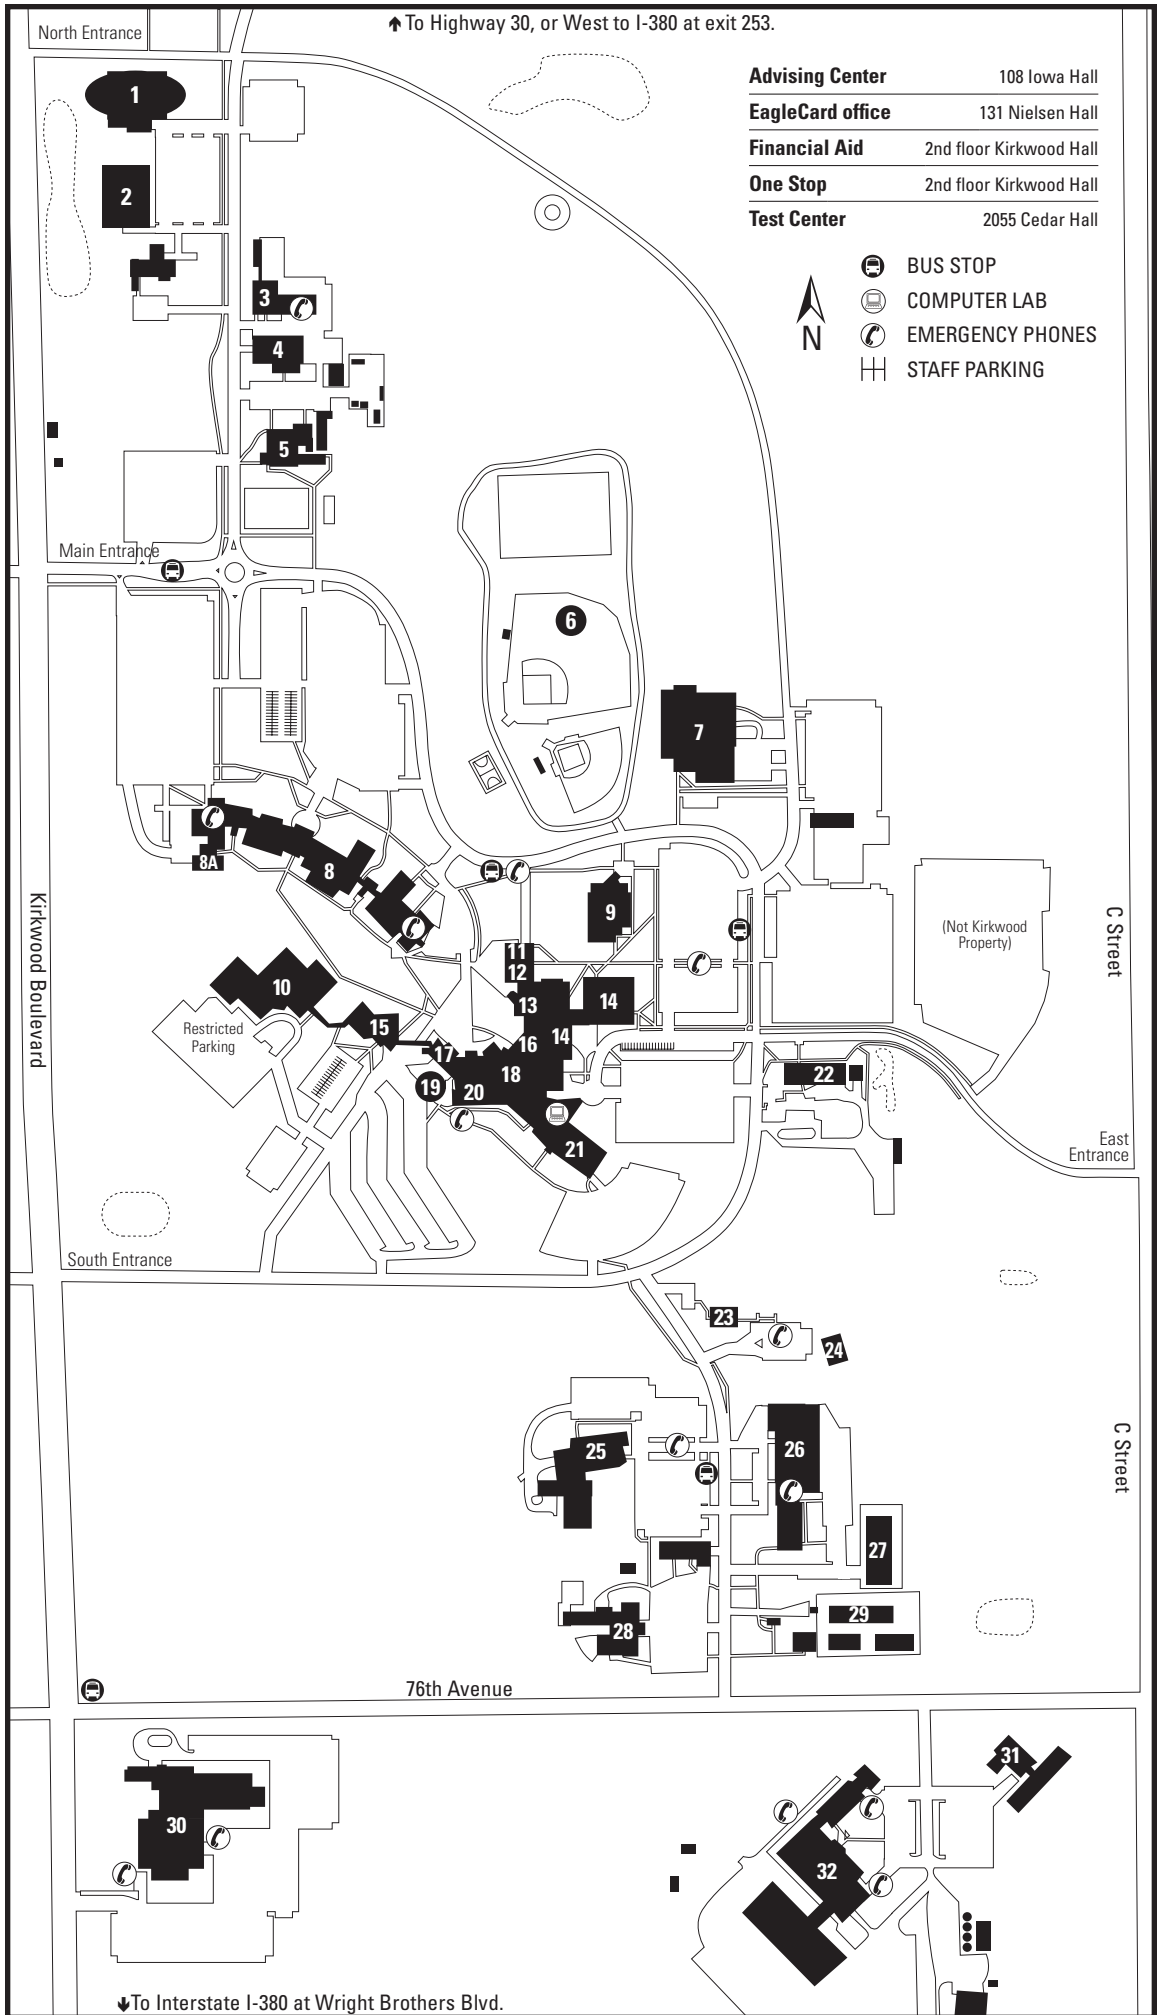 To Highway 30, or West to I-380 at exit 253.
North Entrance
Advising Center 108 Iowa Hall
EagleCard office 131 Nielsen Hall
Financial Aid 2nd floor Kirkwood Hall
One Stop 2nd floor Kirkwood Hall
Test Center 2055 Cedar Hall
BUS STOP
COMPUTER LAB
EMERGENCY PHONES
STAFF PARKING
N
1
2
3
4
5
Main Entrance
6
7
8
8A
9
(Not Kirkwood
Property)
C Street
Kirkwood Boulevard
10
11
12
13
14
14
15
16
17
18
19
20
21
22
Restricted
Parking
East
Entrance
South Entrance
23
24
25
26
27
28
29
C Street
76th Avenue
30
31
32
To Interstate I-380 at Wright Brothers Blvd.